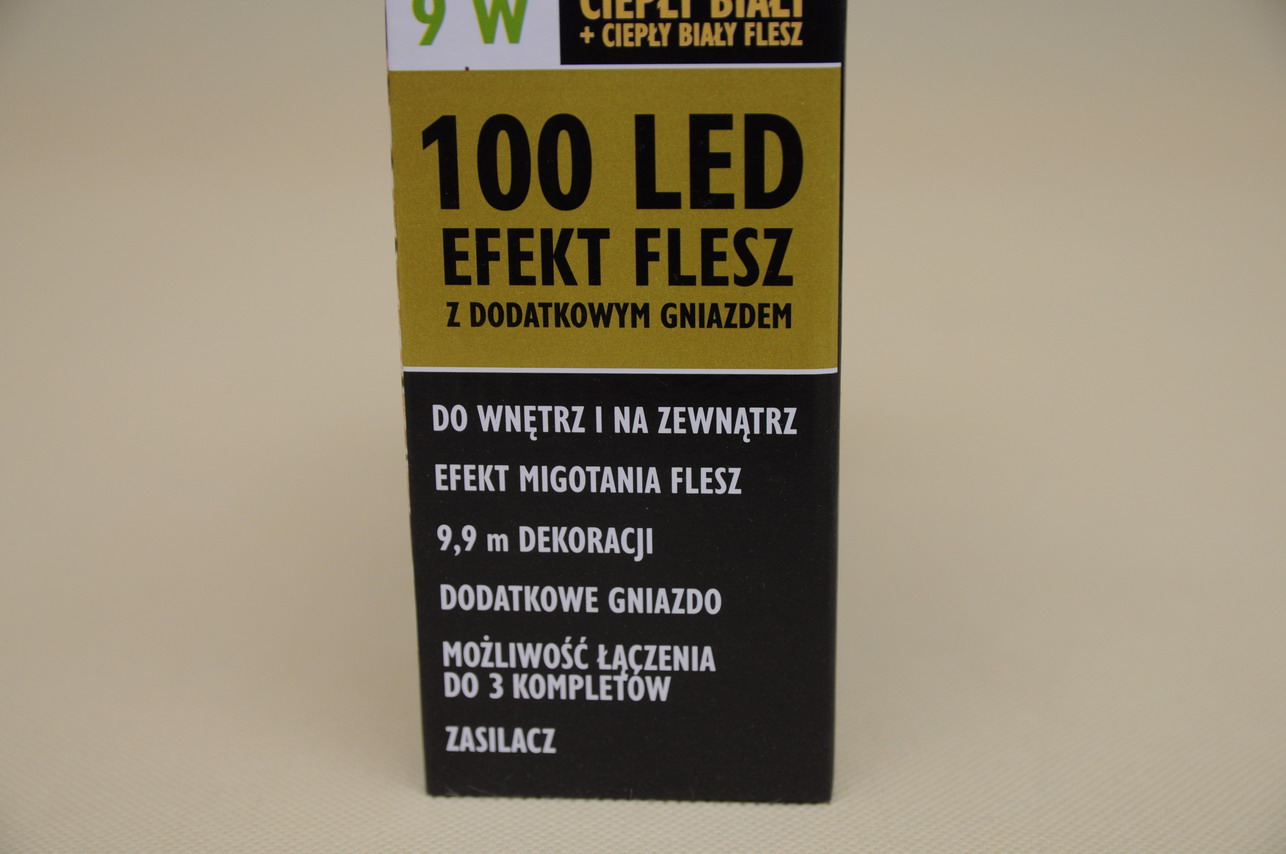 9 W
CIEPŁY BIAŁY
+ CIEPŁY BIAŁY FLESZ
100 LED
EFEKT FLESZ
Z DODATKOWYM GNIAZDEM
DO WNĘTRZ I NA ZEWNĄTRZ
EFEKT MIGOTANIA FLESZ
9,9 m DEKORACJI
DODATKOWE GNIAZDO
MOŻLIWOŚĆ ŁĄCZENIA
DO 3 KOMPLETÓW
ZASILACZ